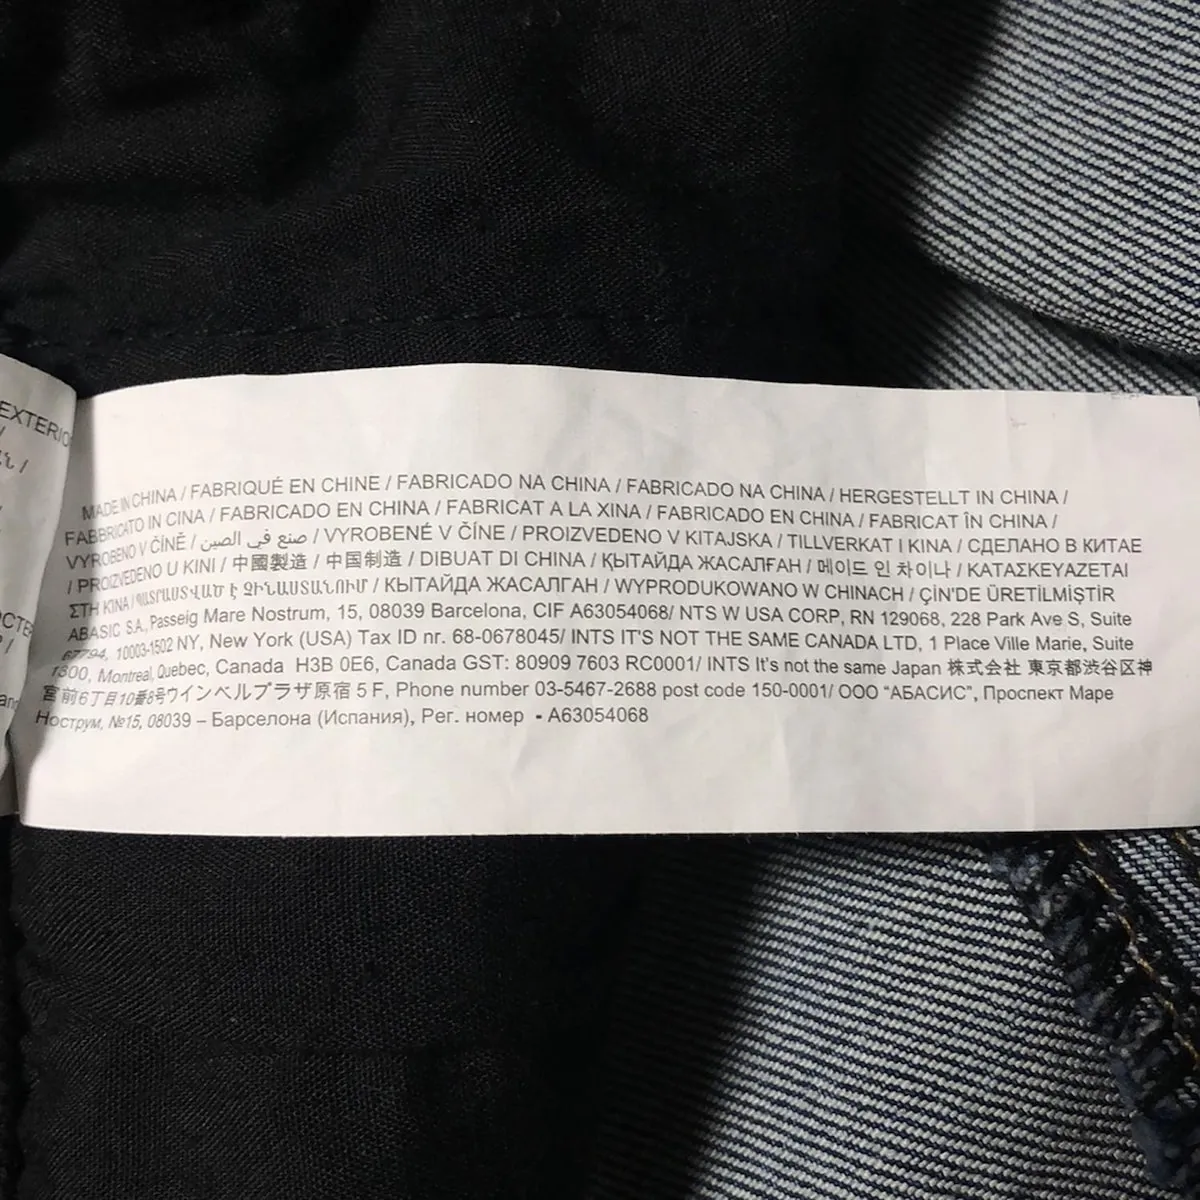 EXTERIO
MADE IN CHINA / FABRIQUÉ EN CHINE / FABRICADO NA CHINA / FABRICADO NA CHINA / HERGESTELLT IN CHINA /
FABBRICATO IN CINA / FABRICADO EN CHINA / FABRICAT A LA XINA / FABRICADO EN CHINA / FABRICAT ÎN CHINA /
VYROBENO V ČÍNĚ / صنع في الصين / VYROBENÉ V ČÍNE / PROIZVEDENO V KITAJSKA / TILLVERKAT I KINA / СДЕЛАНО В КИТАЕ
/ PROIZVEDENO U KINI / 中國製造 / 中国制造 / DIBUAT DI CHINA / ҚЫТАЙДА ЖАСАЛҒАН / 메이드 인 차이나 / ΚΑΤΑΣΚΕΥΑΖΕΤΑΙ
ΣΤΗ ΚΙΝΑ / ՊԱՏՐԱՍՏՎԱԾ Է ՉԻՆԱՍՏԱՆՈՒՄ / КЫТАЙДА ЖАСАЛГАН / WYPRODUKOWANO W CHINACH / ÇİN'DE ÜRETİLMİŞTİR
ABASIC S.A, Passeig Mare Nostrum, 15, 08039 Barcelona, CIF A63054068/ NTS W USA CORP, RN 129068, 228 Park Ave S, Suite
67794, 10003-1502 NY, New York (USA) Tax ID nr. 68-0678045/ INTS IT'S NOT THE SAME CANADA LTD, 1 Place Ville Marie, Suite
1300, Montreal, Quebec, Canada H3B 0E6, Canada GST: 80909 7603 RC0001/ INTS It's not the same Japan 株式会社 東京都渋谷区神
宮前6丁目10番8号ウインベルプラザ原宿 5 F, Phone number 03-5467-2688 post code 150-0001/ ООО "АБАСИС", Проспект Маре
Нострум, №15, 08039 – Барселона (Испания), Рег. номер - A63054068